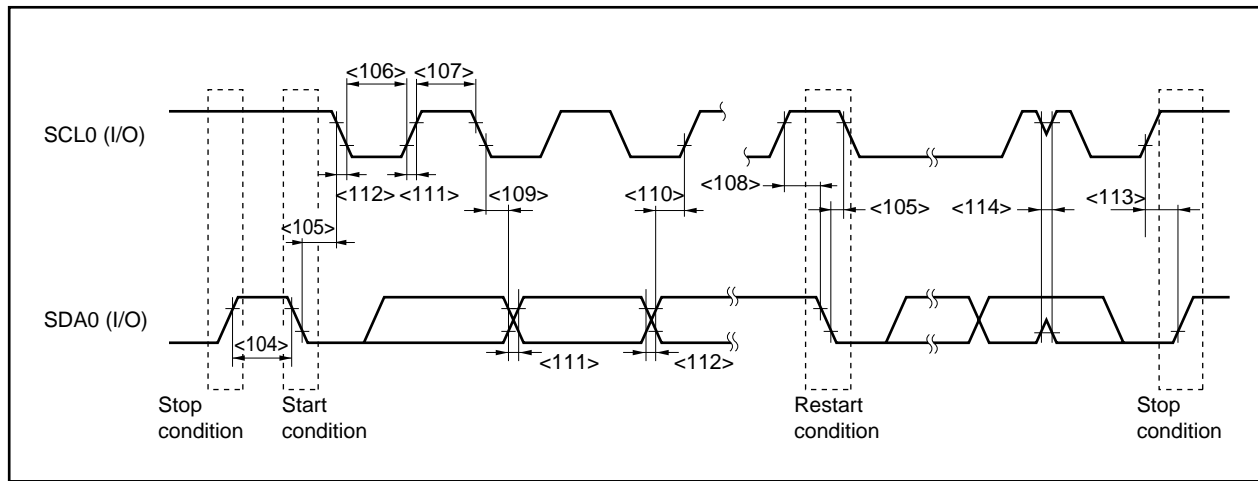 <106> <107>
SCL0 (I/O)
<112> <111> <109> <110> <108> <105> <114> <113>
<105>
SDA0 (I/O)
<104>
<111> <112>
Stop condition
Start condition
Restart condition
Stop condition